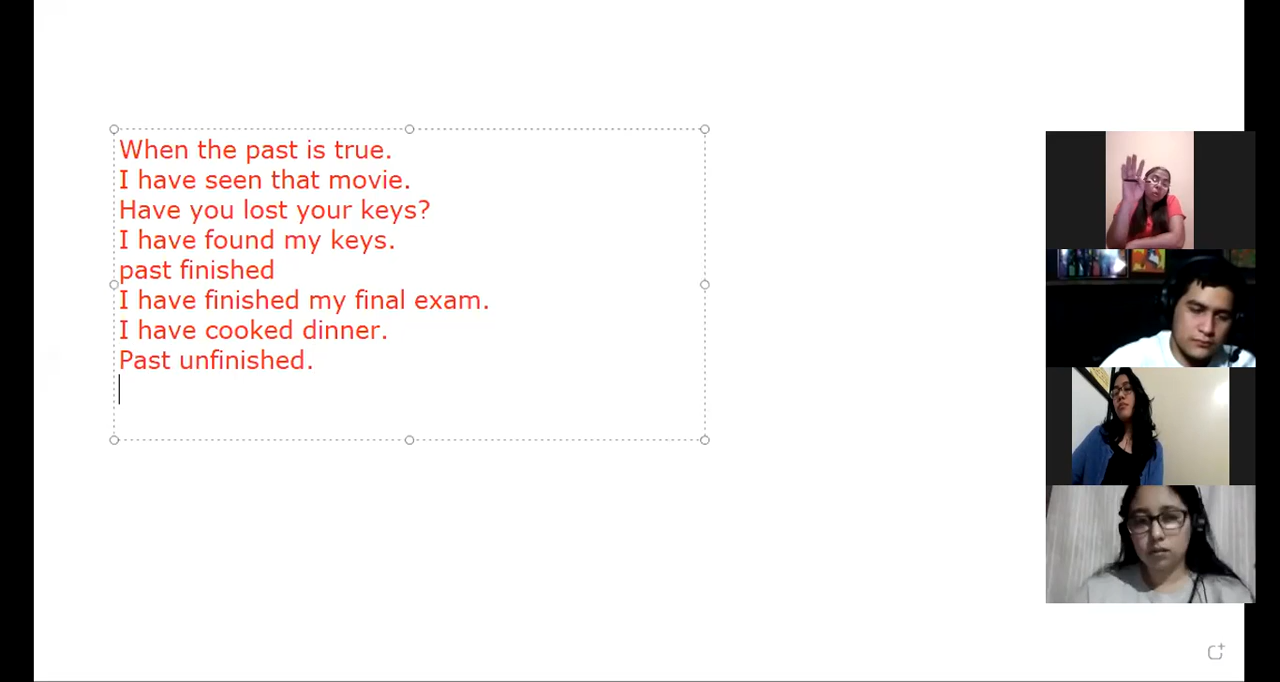 When the past is true.
I have seen that movie.
Have you lost your keys?
I have found my keys.
past finished
I have finished my final exam.
I have cooked dinner.
Past unfinished.